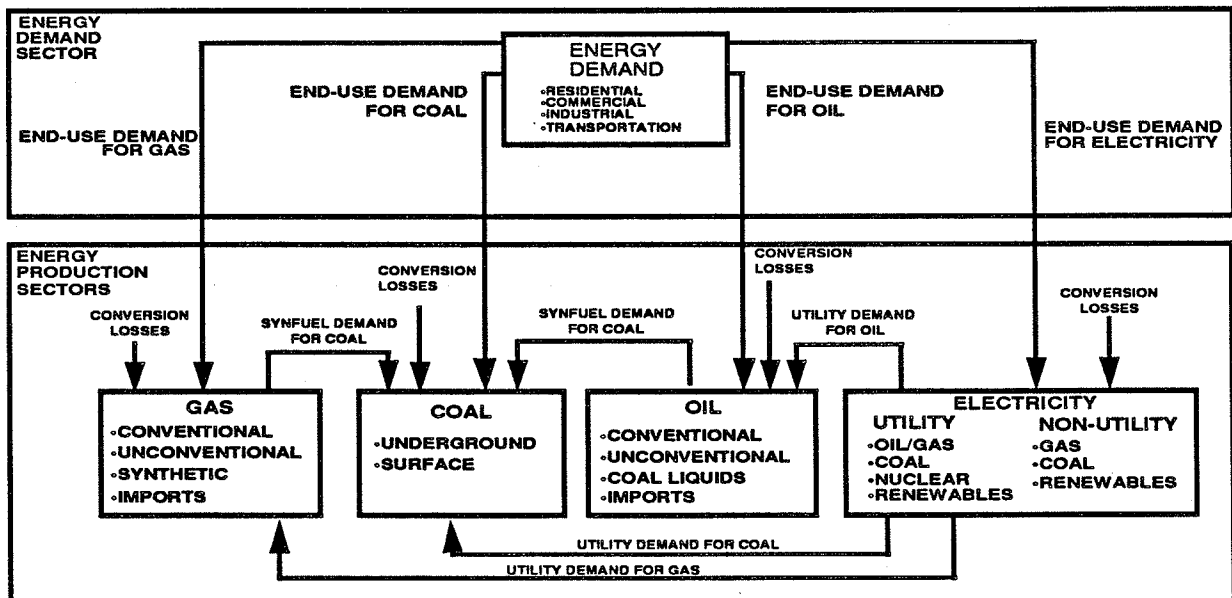 ENERGY
DEMAND
SECTOR
ENERGY
DEMAND
◦RESIDENTIAL
◦COMMERCIAL
◦INDUSTRIAL
◦TRANSPORTATION
END-USE DEMAND
FOR GAS
END-USE DEMAND
FOR COAL
END-USE DEMAND
FOR OIL
END-USE DEMAND
FOR ELECTRICITY
ENERGY
PRODUCTION
SECTORS
CONVERSION
LOSSES
SYNFUEL DEMAND
FOR COAL
CONVERSION
LOSSES
SYNFUEL DEMAND
FOR COAL
CONVERSION
LOSSES
UTILITY DEMAND
FOR OIL
CONVERSION
LOSSES
GAS
◦CONVENTIONAL
◦UNCONVENTIONAL
◦SYNTHETIC
◦IMPORTS
COAL
◦UNDERGROUND
◦SURFACE
OIL
◦CONVENTIONAL
◦UNCONVENTIONAL
◦COAL LIQUIDS
◦IMPORTS
ELECTRICITY
UTILITY
◦OIL/GAS
◦COAL
◦NUCLEAR
◦RENEWABLES
NON-UTILITY
◦GAS
◦COAL
◦RENEWABLES
UTILITY DEMAND FOR COAL
UTILITY DEMAND FOR GAS